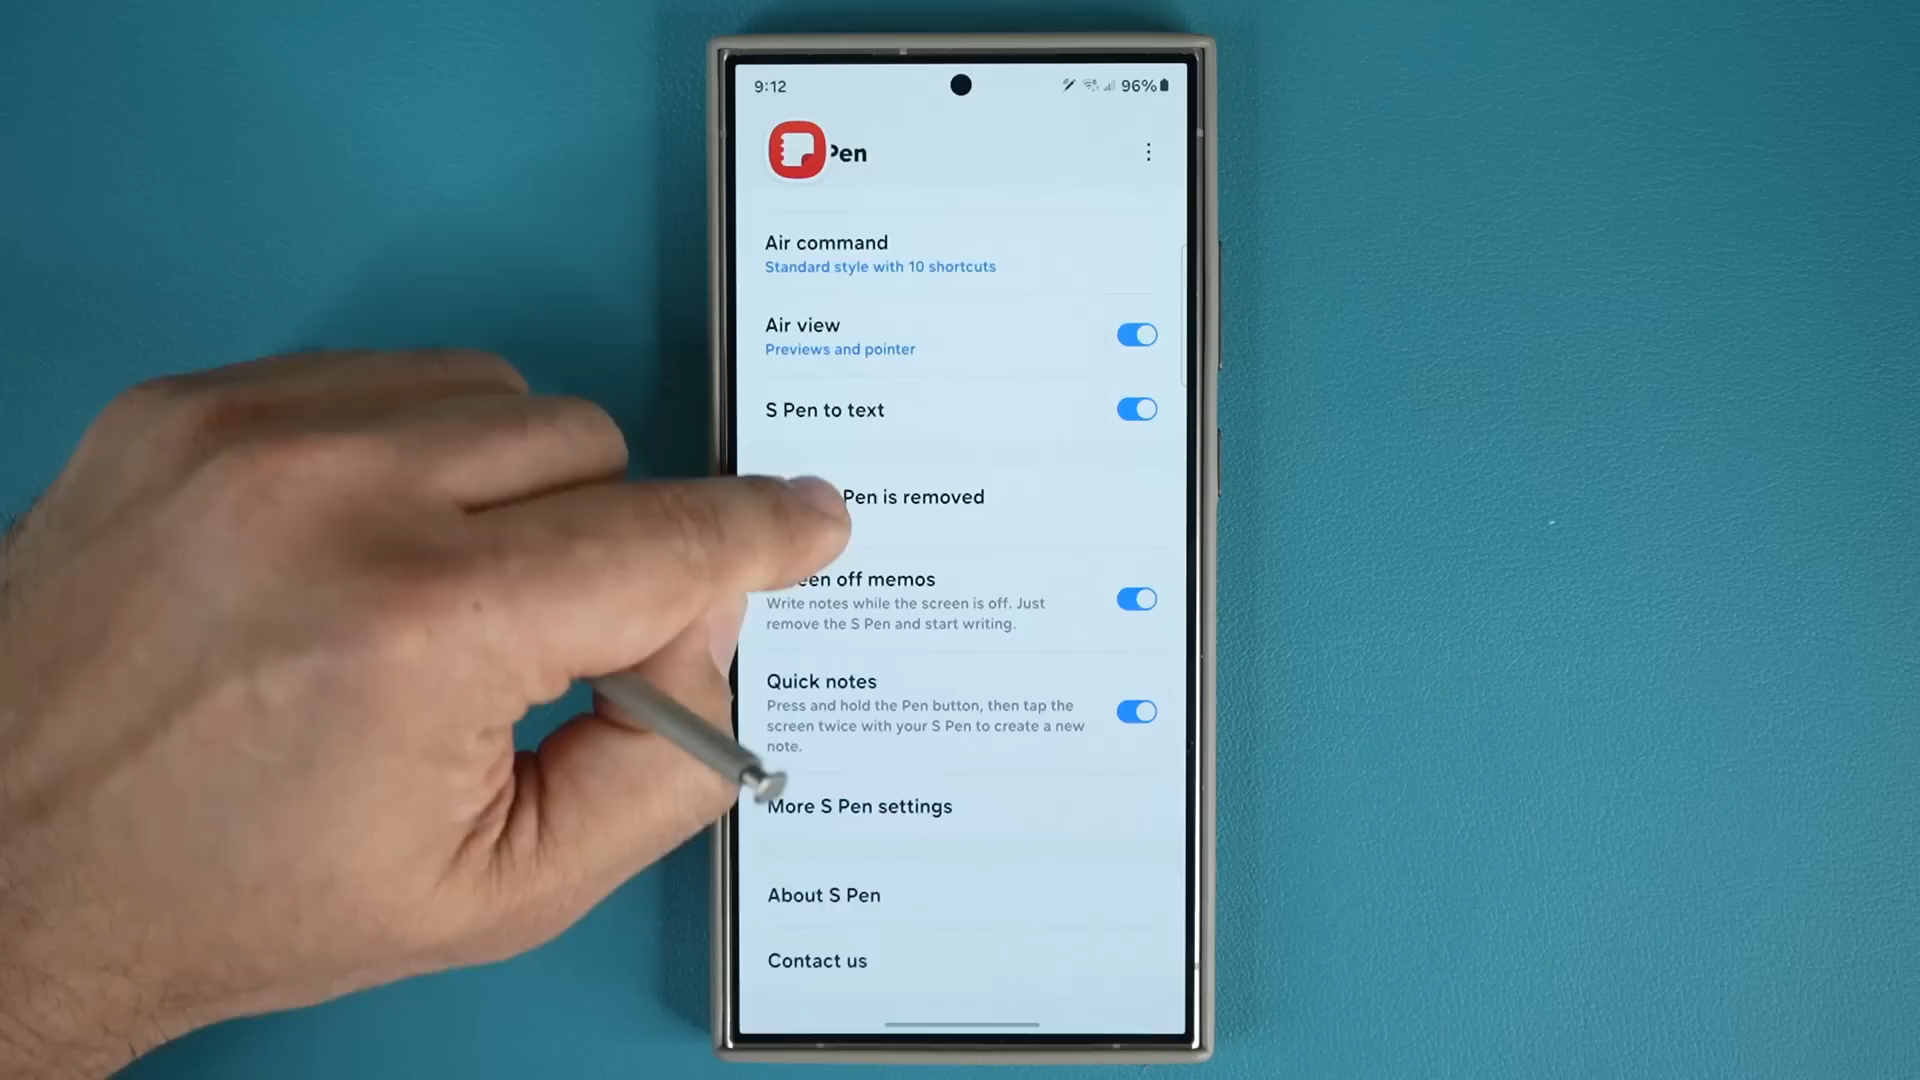 9:12
96%
Pen
Air command
Standard style with 10 shortcuts
Air view
Previews and pointer
S Pen to text
Pen is removed
een off memos
Write notes while the screen is off. Just
remove the S Pen and start writing.
Quick notes
Press and hold the Pen button, then tap the
screen twice with your S Pen to create a new
note.
More S Pen settings
About S Pen
Contact us